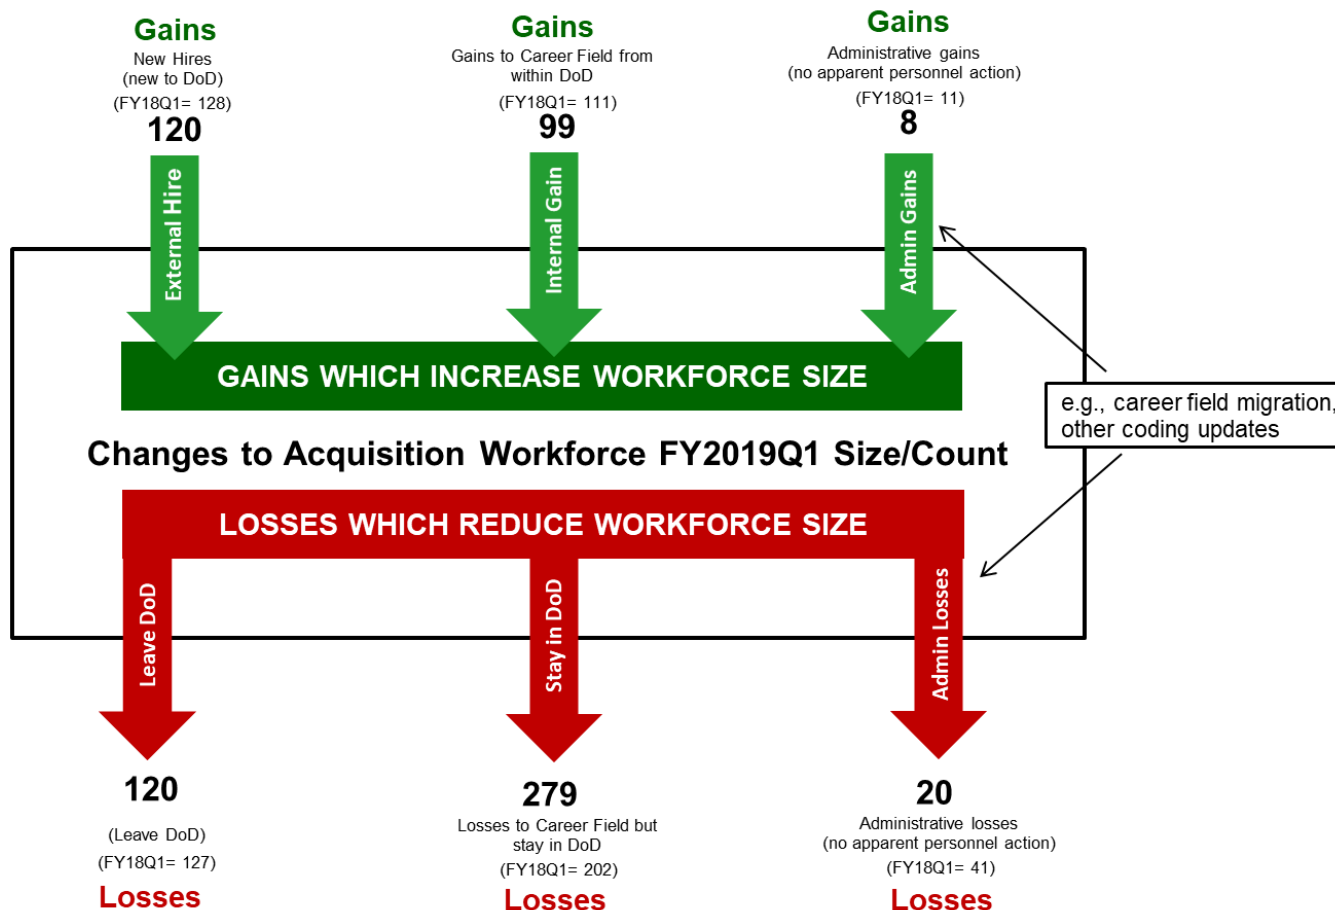 Gains
New Hires
(new to DoD)
(FY18Q1= 128)
120
External Hire
Gains
Gains to Career Field from
within DoD
(FY18Q1= 111)
99
Internal Gain
Gains
Administrative gains
(no apparent personnel action)
(FY18Q1= 11)
8
Admin Gains
GAINS WHICH INCREASE WORKFORCE SIZE
e.g., career field migration,
other coding updates
Changes to Acquisition Workforce FY2019Q1 Size/Count
LOSSES WHICH REDUCE WORKFORCE SIZE
Leave DoD
120
(Leave DoD)
(FY18Q1= 127)
Losses
Stay in DoD
279
Losses to Career Field but
stay in DoD
(FY18Q1= 202)
Losses
Admin Losses
20
Administrative losses
(no apparent personnel action)
(FY18Q1= 41)
Losses